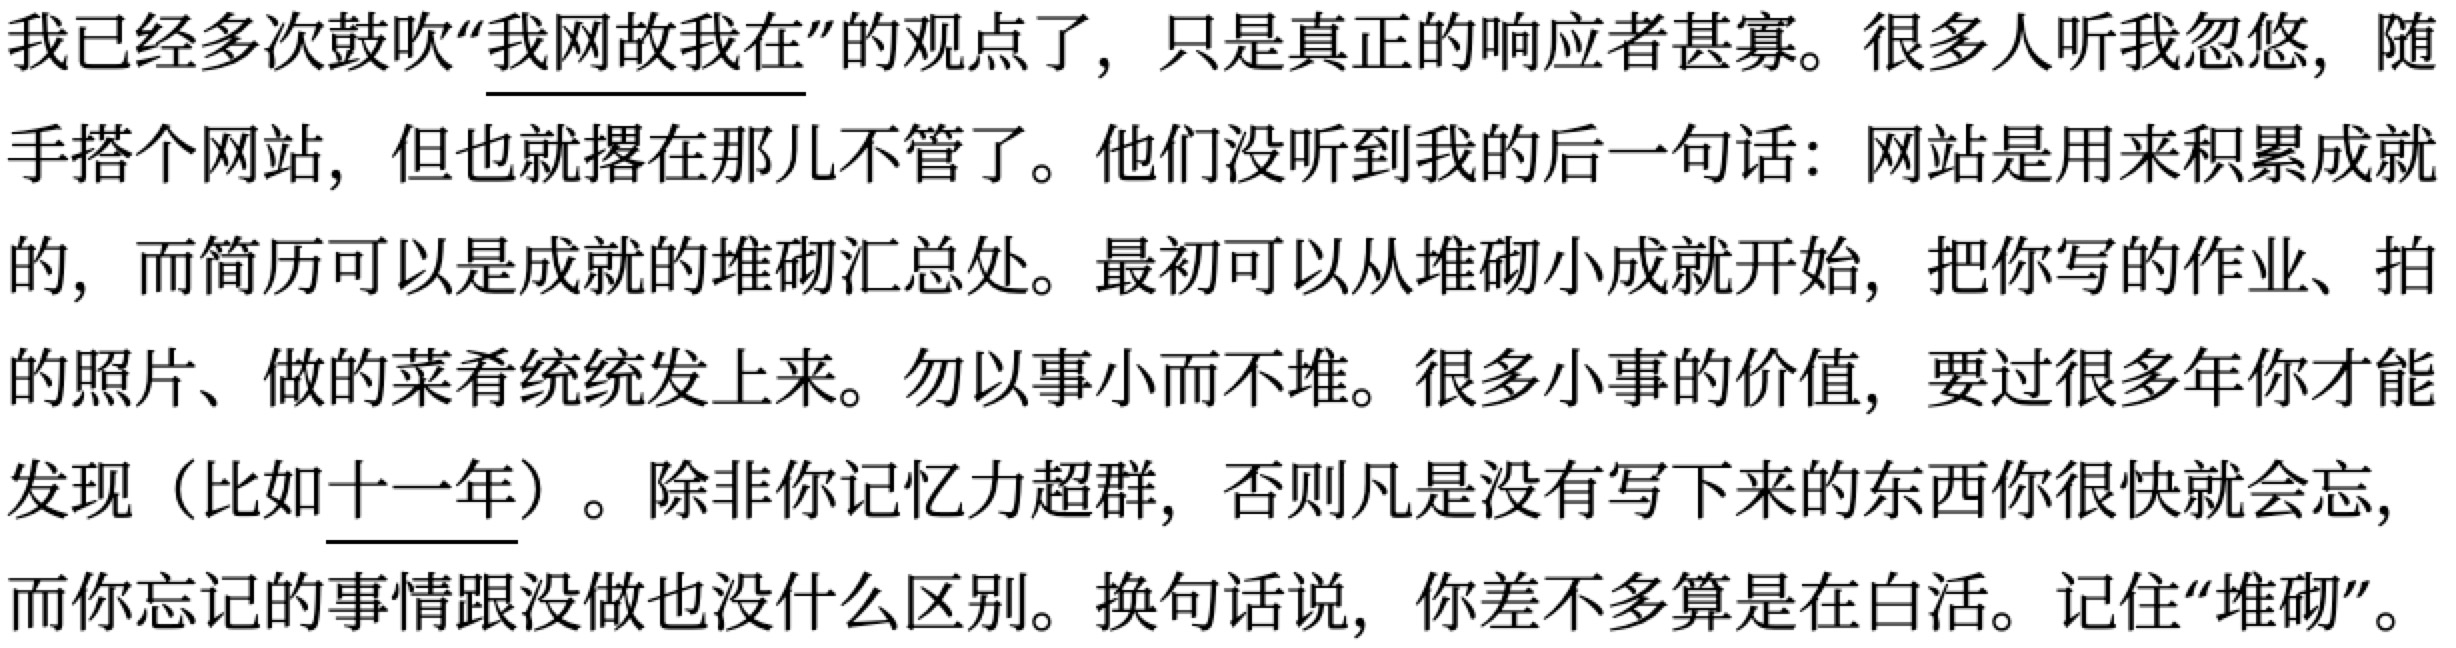 我已经多次鼓吹“我网故我在”的观点了，只是真正的响应者甚寡。很多人听我忽悠，随
手搭个网站，但也就撂在那儿不管了。他们没听到我的后一句话：网站是用来积累成就
的，而简历可以是成就的堆砌汇总处。最初可以从堆砌小成就开始，把你写的作业、拍
的照片、做的菜肴统统发上来。勿以事小而不堆。很多小事的价值，要过很多年你才能
发现（比如十一年）。除非你记忆力超群，否则凡是没有写下来的东西你很快就会忘，
而你忘记的事情跟没做也没什么区别。换句话说，你差不多算是在白活。记住“堆砌”。